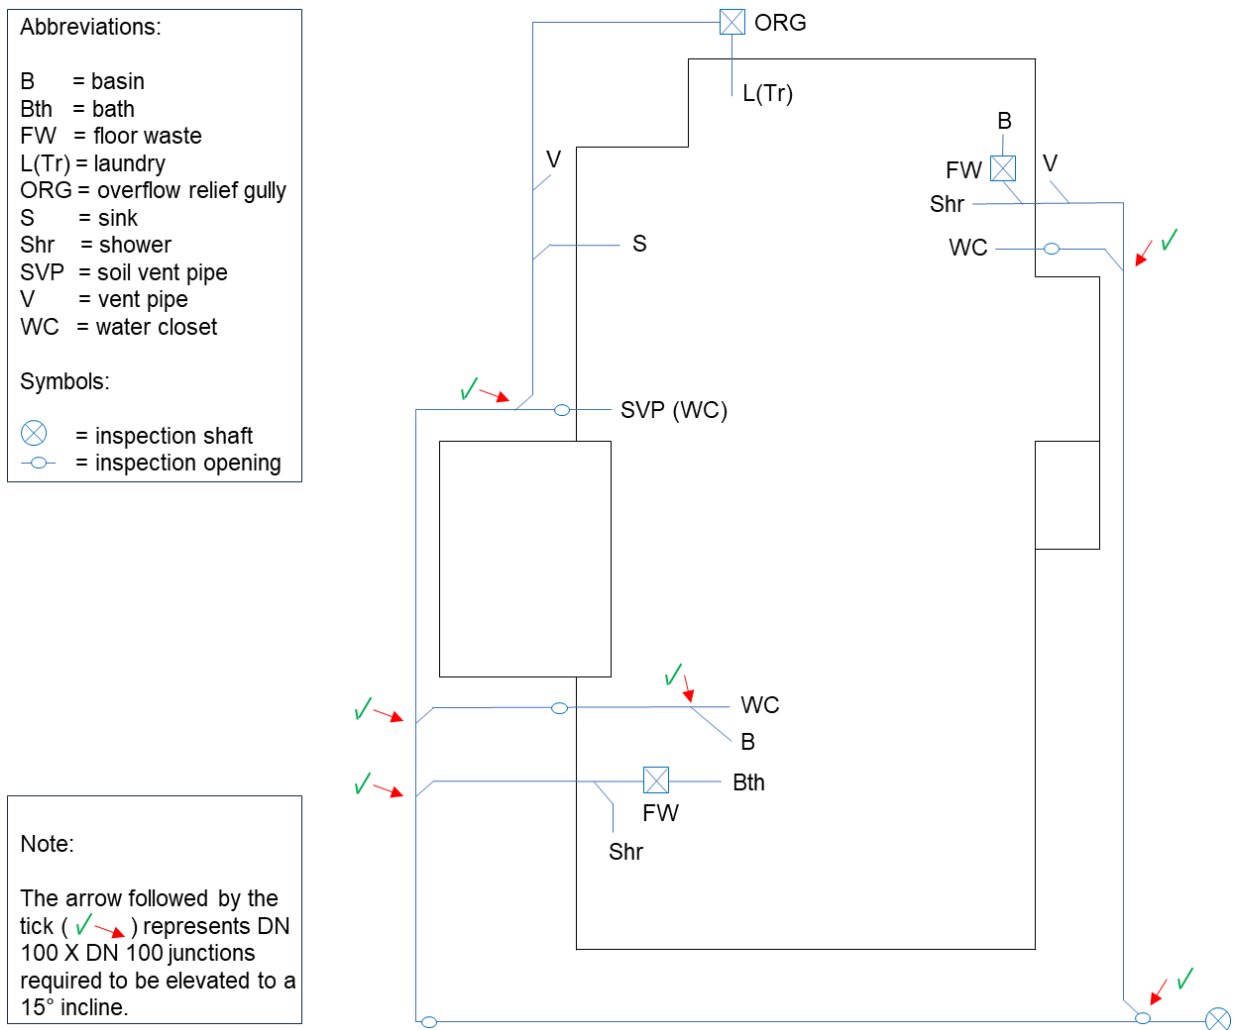 Abbreviations:
B = basin
Bth = bath
FW = floor waste
L(Tr) = laundry
ORG = overflow relief gully
S = sink
Shr = shower
SVP = soil vent pipe
V = vent pipe
WC = water closet
Symbols:
= inspection shaft
= inspection opening
ORG
L(Tr)
B
V
FW
V
Shr
S
WC
SVP (WC)
WC
B
Bth
FW
Shr
Note:
The arrow followed by the
tick ( ✓ ) represents DN
100 X DN 100 junctions
required to be elevated to a
15° incline.